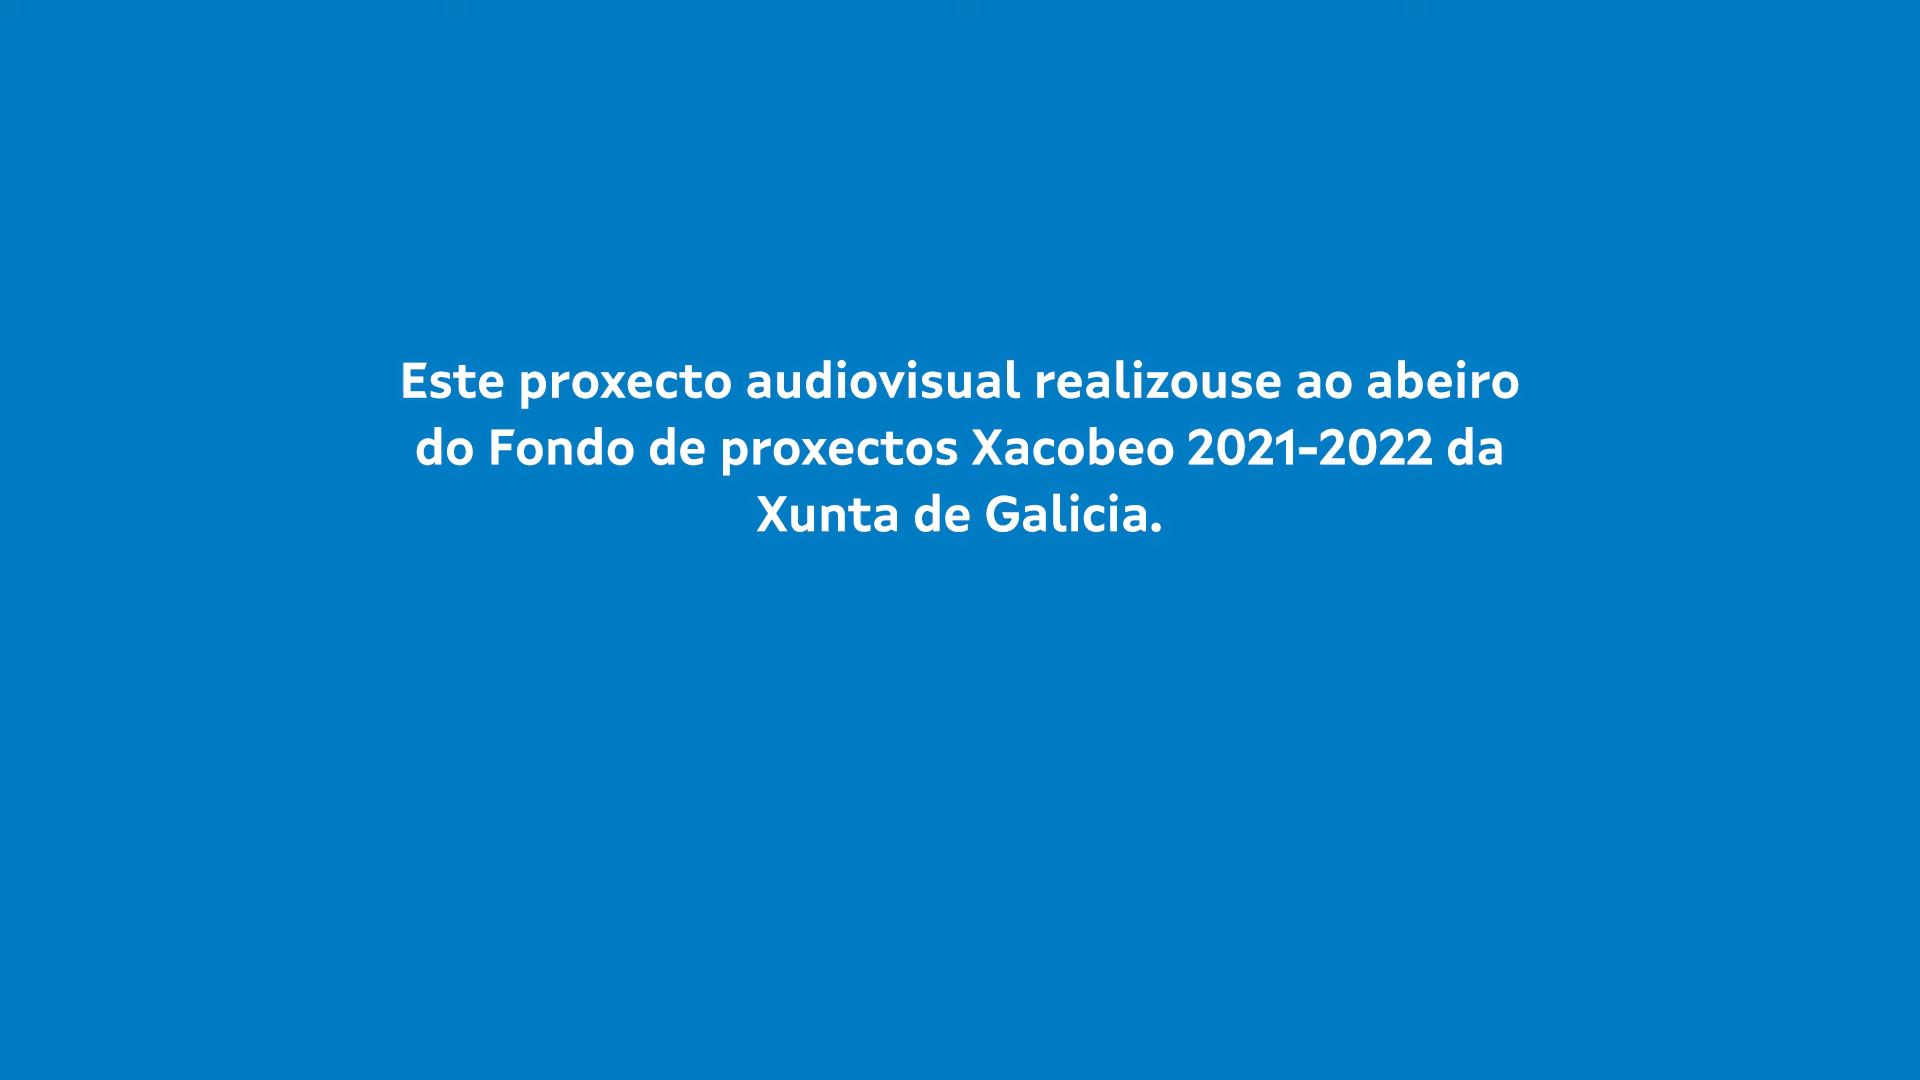 Este proxecto audiovisual realizouse ao abeiro
do Fondo de proxectos Xacobeo 2021-2022 da
Xunta de Galicia.